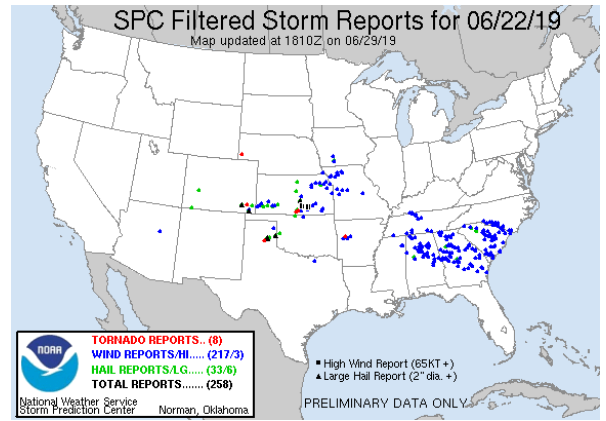 SPC Filtered Storm Reports for 06/22/19
Map updated at 1810Z on 06/29/19
NOAA
TORNADO REPORTS.. (8)
WIND REPORTS/HI..... (217/3)
HAIL REPORTS/LG..... (33/6)
TOTAL REPORTS....... (258)
National Weather Service
Storm Prediction Center Norman, Oklahoma
High Wind Report (65KT +)
Large Hail Report (2" dia. +)
PRELIMINARY DATA ONLY